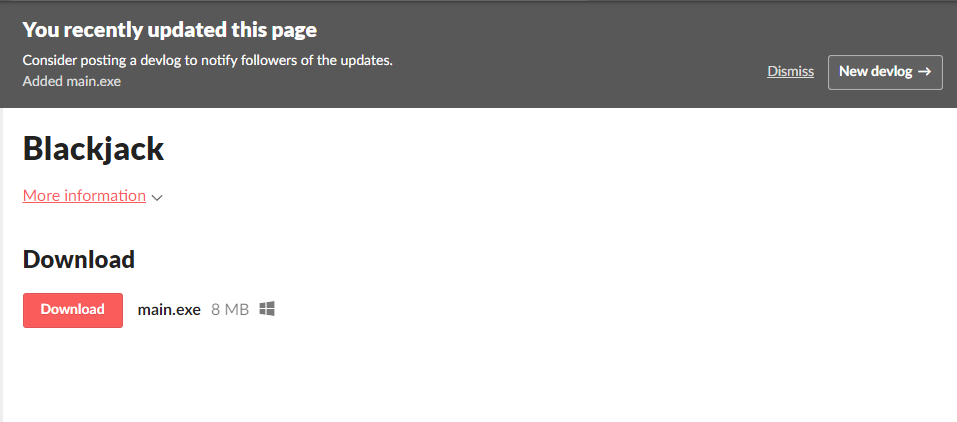 You recently updated this page
Consider posting a devlog to notify followers of the updates.
Added main.exe
Dismiss
New devlog →
Blackjack
More information
Download
Download
main.exe 8 MB